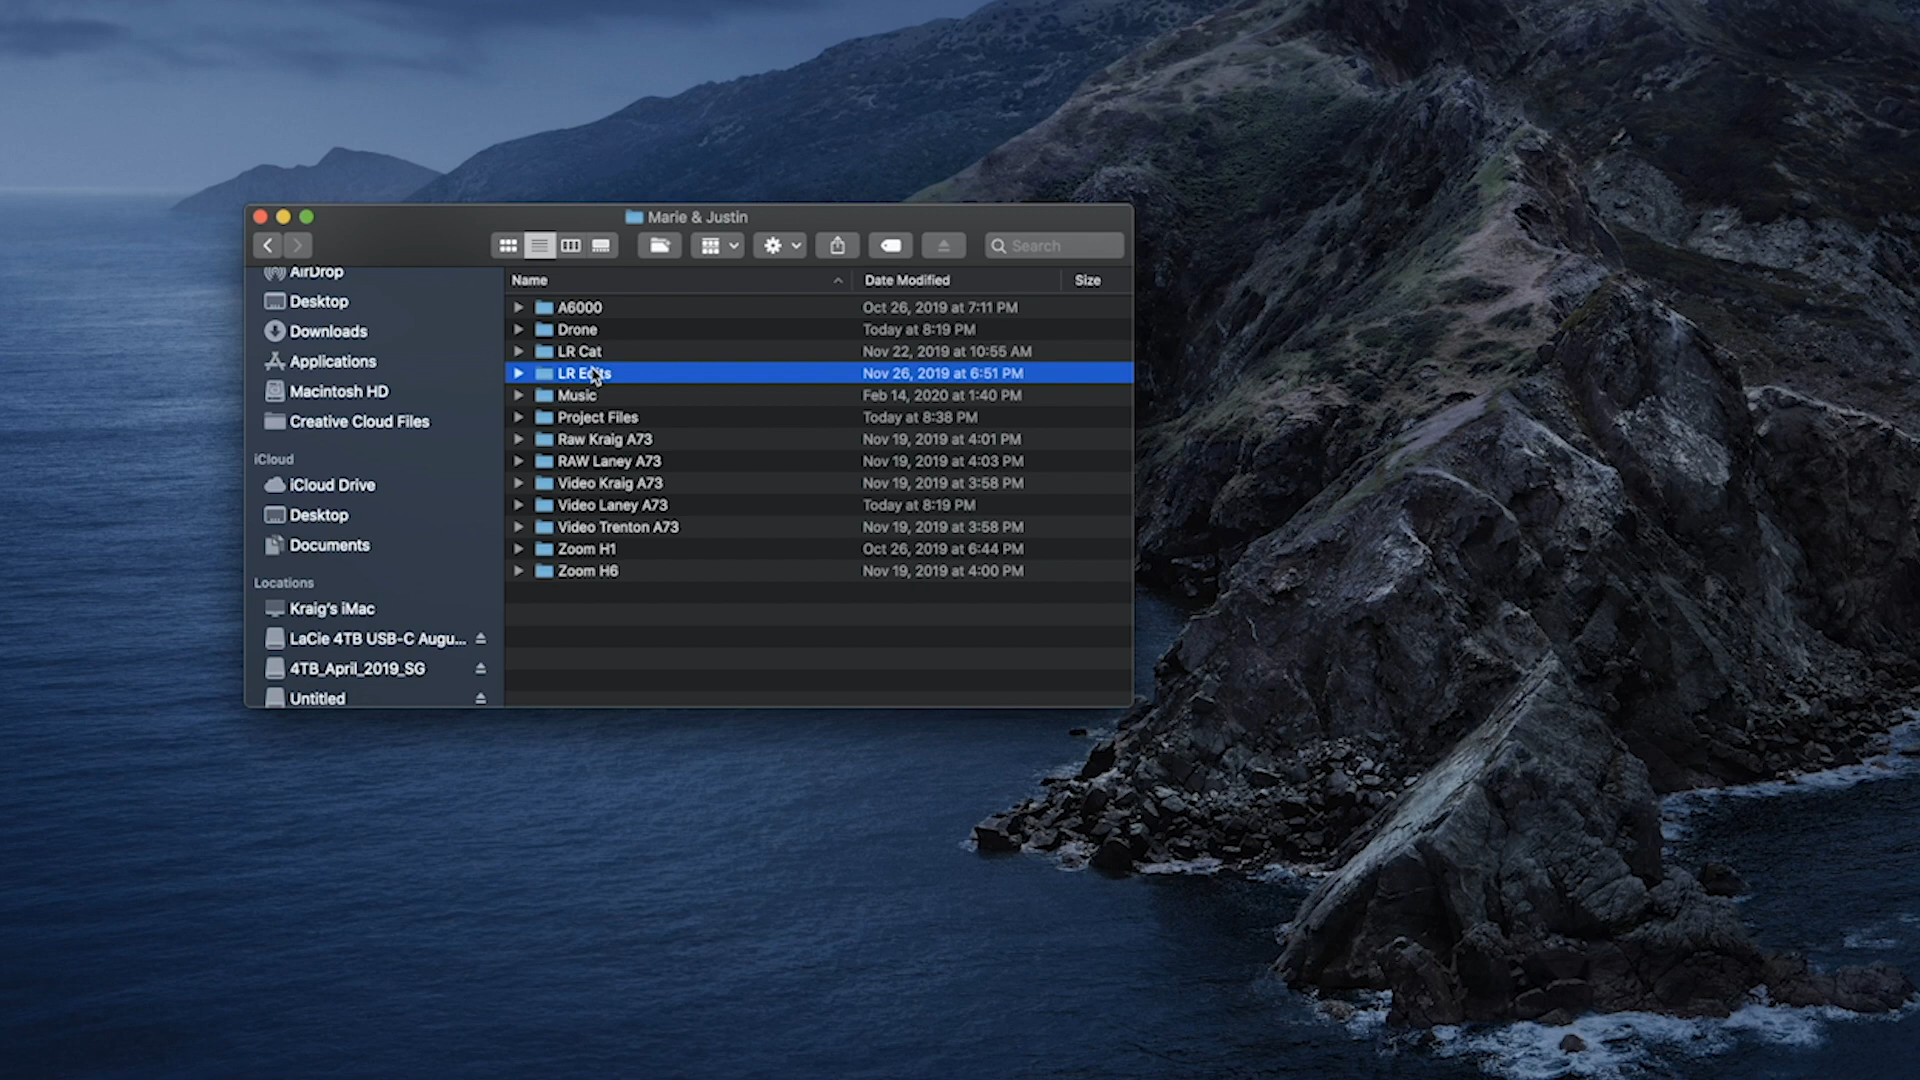 Marie & Justin
Search
AirDrop
Desktop
Downloads
Applications
Macintosh HD
Creative Cloud Files
iCloud
iCloud Drive
Desktop
Documents
Locations
Kraig's iMac
LaCie 4TB USB-C Augu...
4TB_April_2019_SG
Untitled
Name Date Modified Size
A6000 Oct 26, 2019 at 7:11 PM
Drone Today at 8:19 PM
LR Cat Nov 22, 2019 at 10:55 AM
LR Edits Nov 26, 2019 at 6:51 PM
Music Feb 14, 2020 at 1:40 PM
Project Files Today at 8:38 PM
Raw Kraig A73 Nov 19, 2019 at 4:01 PM
RAW Laney A73 Nov 19, 2019 at 4:03 PM
Video Kraig A73 Nov 19, 2019 at 3:58 PM
Video Laney A73 Today at 8:19 PM
Video Trenton A73 Nov 19, 2019 at 3:58 PM
Zoom H1 Oct 26, 2019 at 6:44 PM
Zoom H6 Nov 19, 2019 at 4:00 PM